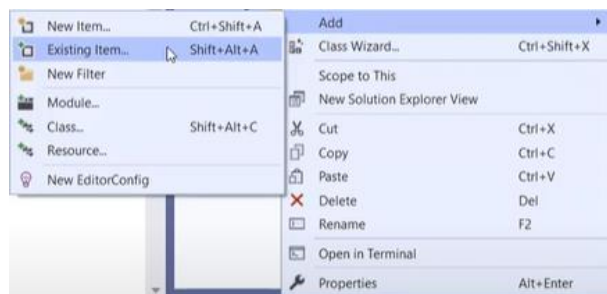 New Item... Ctrl+Shift+A
Existing Item... Shift+Alt+A
New Filter
Module...
Class... Shift+Alt+C
Resource...
New EditorConfig
Add
Class Wizard... Ctrl+Shift+X
Scope to This
New Solution Explorer View
Cut Ctrl+X
Copy Ctrl+C
Paste Ctrl+V
Delete Del
Rename F2
Open in Terminal
Properties Alt+Enter